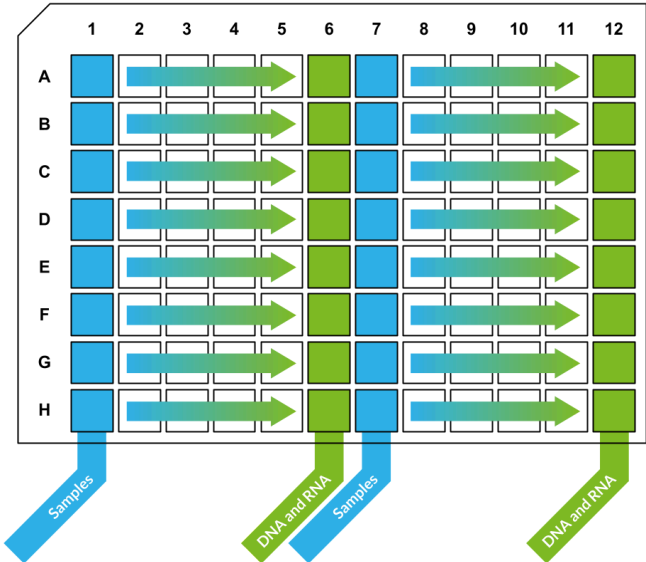 1 2 3 4 5 6 7 8 9 10 11 12
A
B
C
D
E
F
G
H
Samples
DNA and RNA
Samples
DNA and RNA